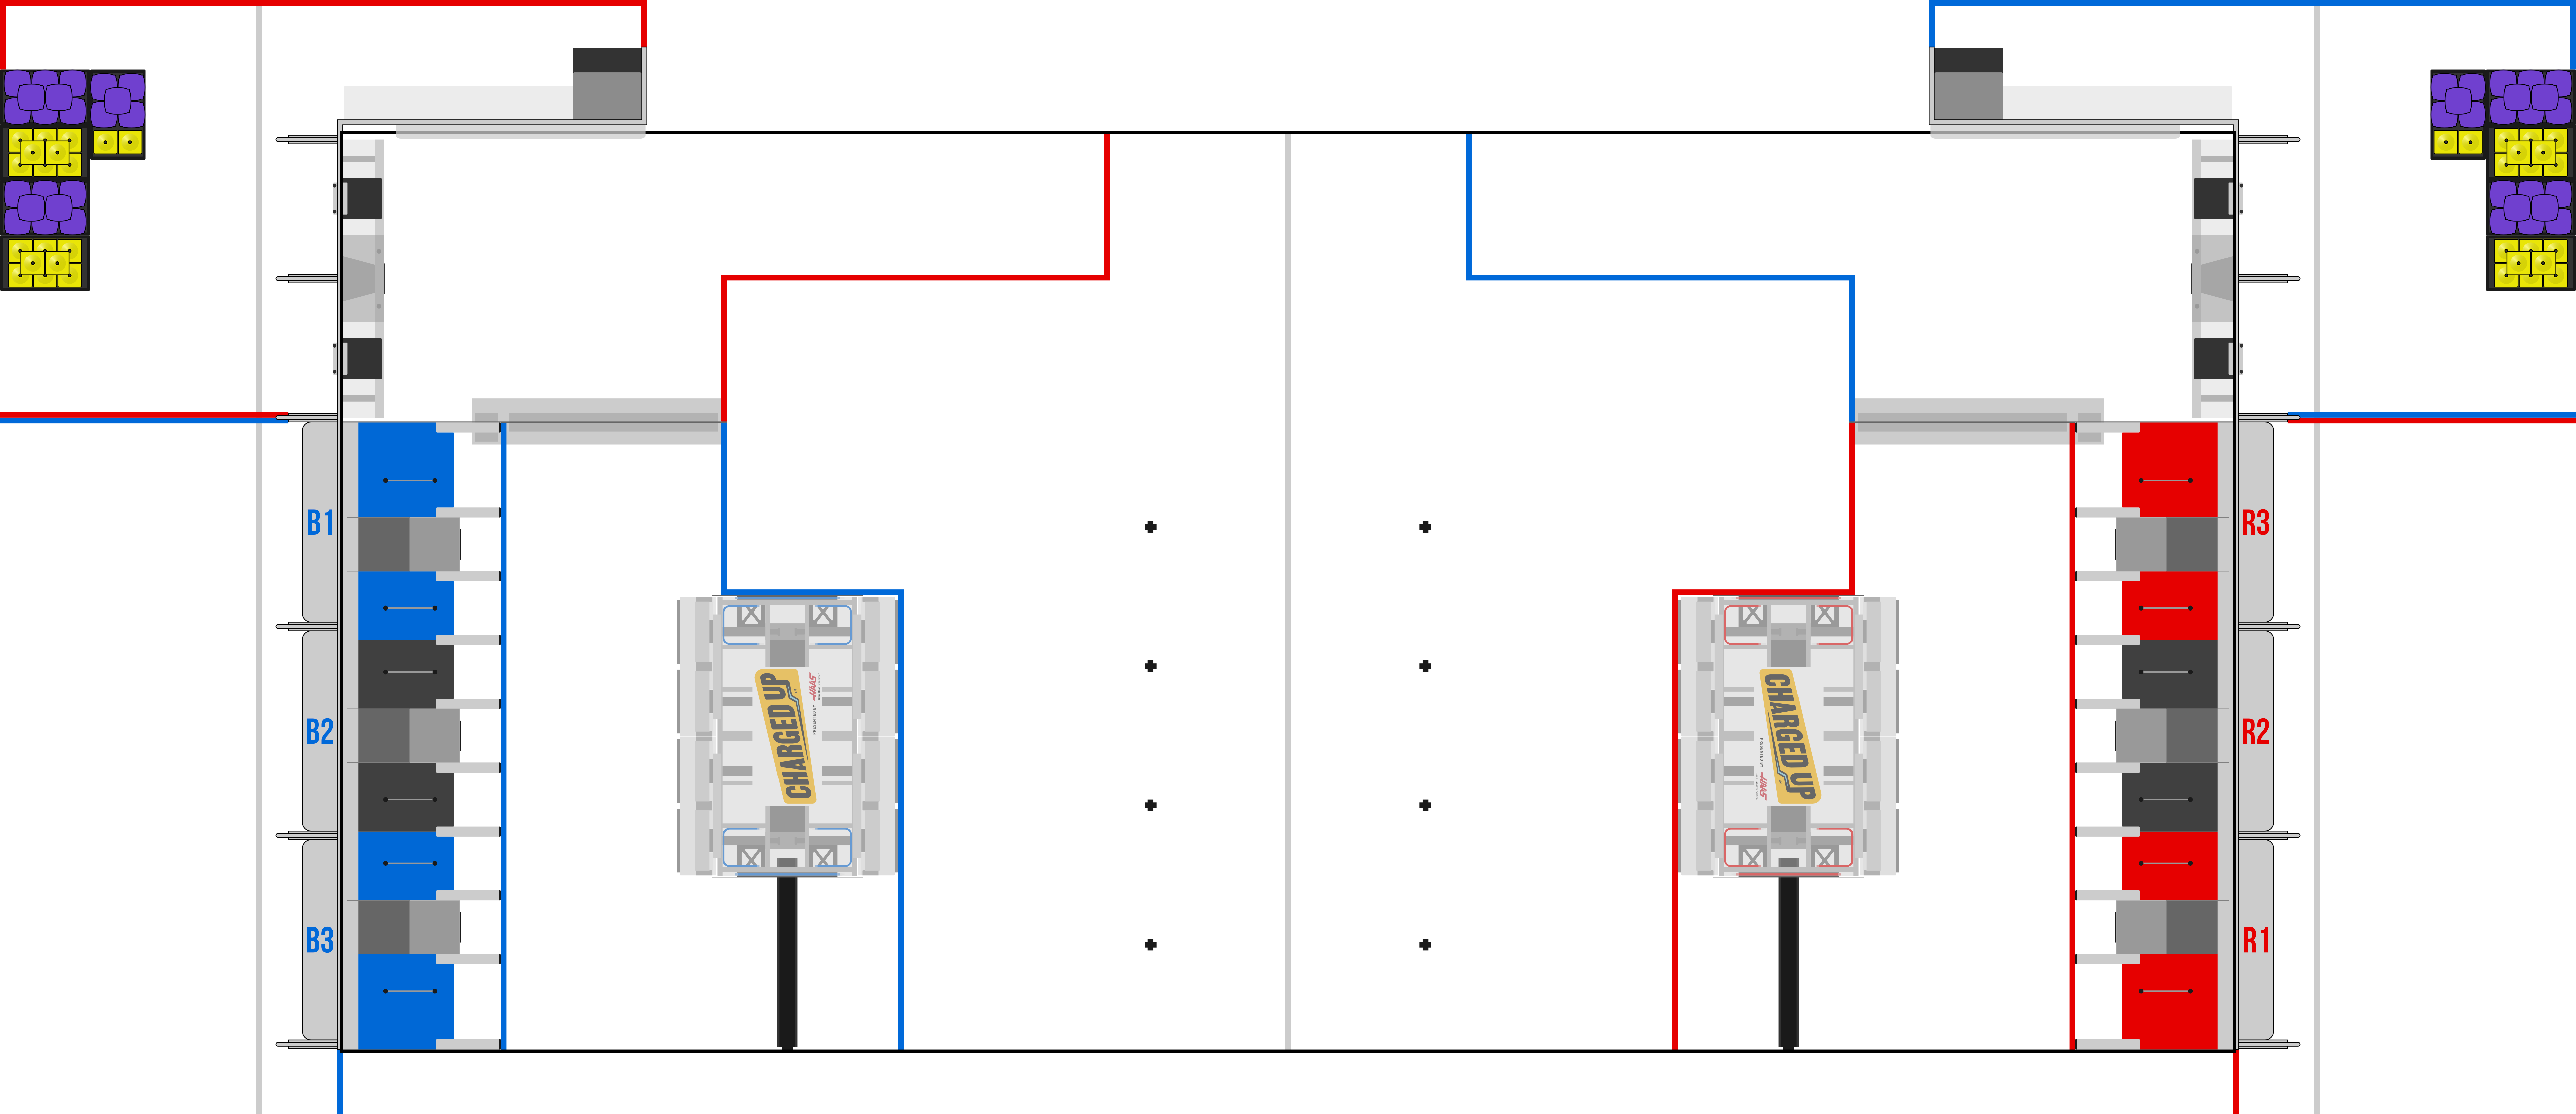 B1
B2
B3
CHARGED UP
PRESENTED BY
HAAS
CHARGED UP
PRESENTED BY
HAAS
R3
R2
R1